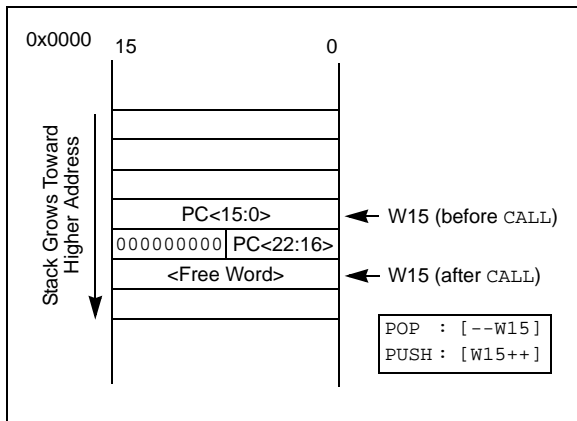 0x0000
15 0
Stack Grows Toward
Higher Address
PC<15:0>
W15 (before CALL)
000000000 PC<22:16>
<Free Word>
W15 (after CALL)
POP : [--W15]
PUSH : [W15++]